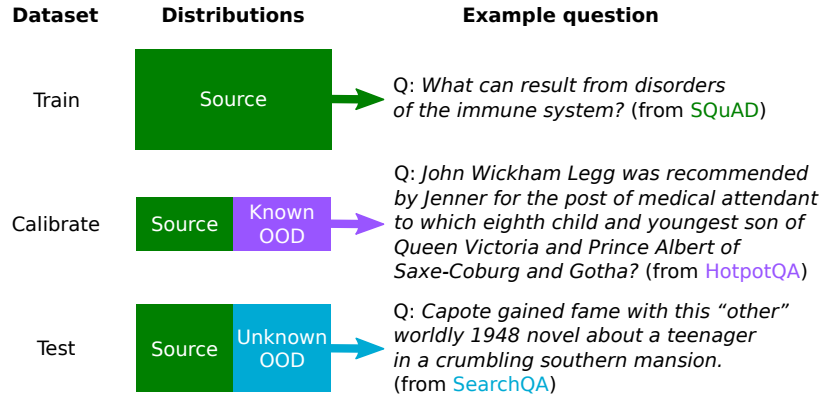 Dataset Distributions Example question
Train
Source
Q: What can result from disorders
of the immune system? (from SQuAD)
Calibrate
Source
Known
OOD
Q: John Wickham Legg was recommended
by Jenner for the post of medical attendant
to which eighth child and youngest son of
Queen Victoria and Prince Albert of
Saxe-Coburg and Gotha? (from HotpotQA)
Test
Source
Unknown
OOD
Q: Capote gained fame with this “other”
worldly 1948 novel about a teenager
in a crumbling southern mansion.
(from SearchQA)